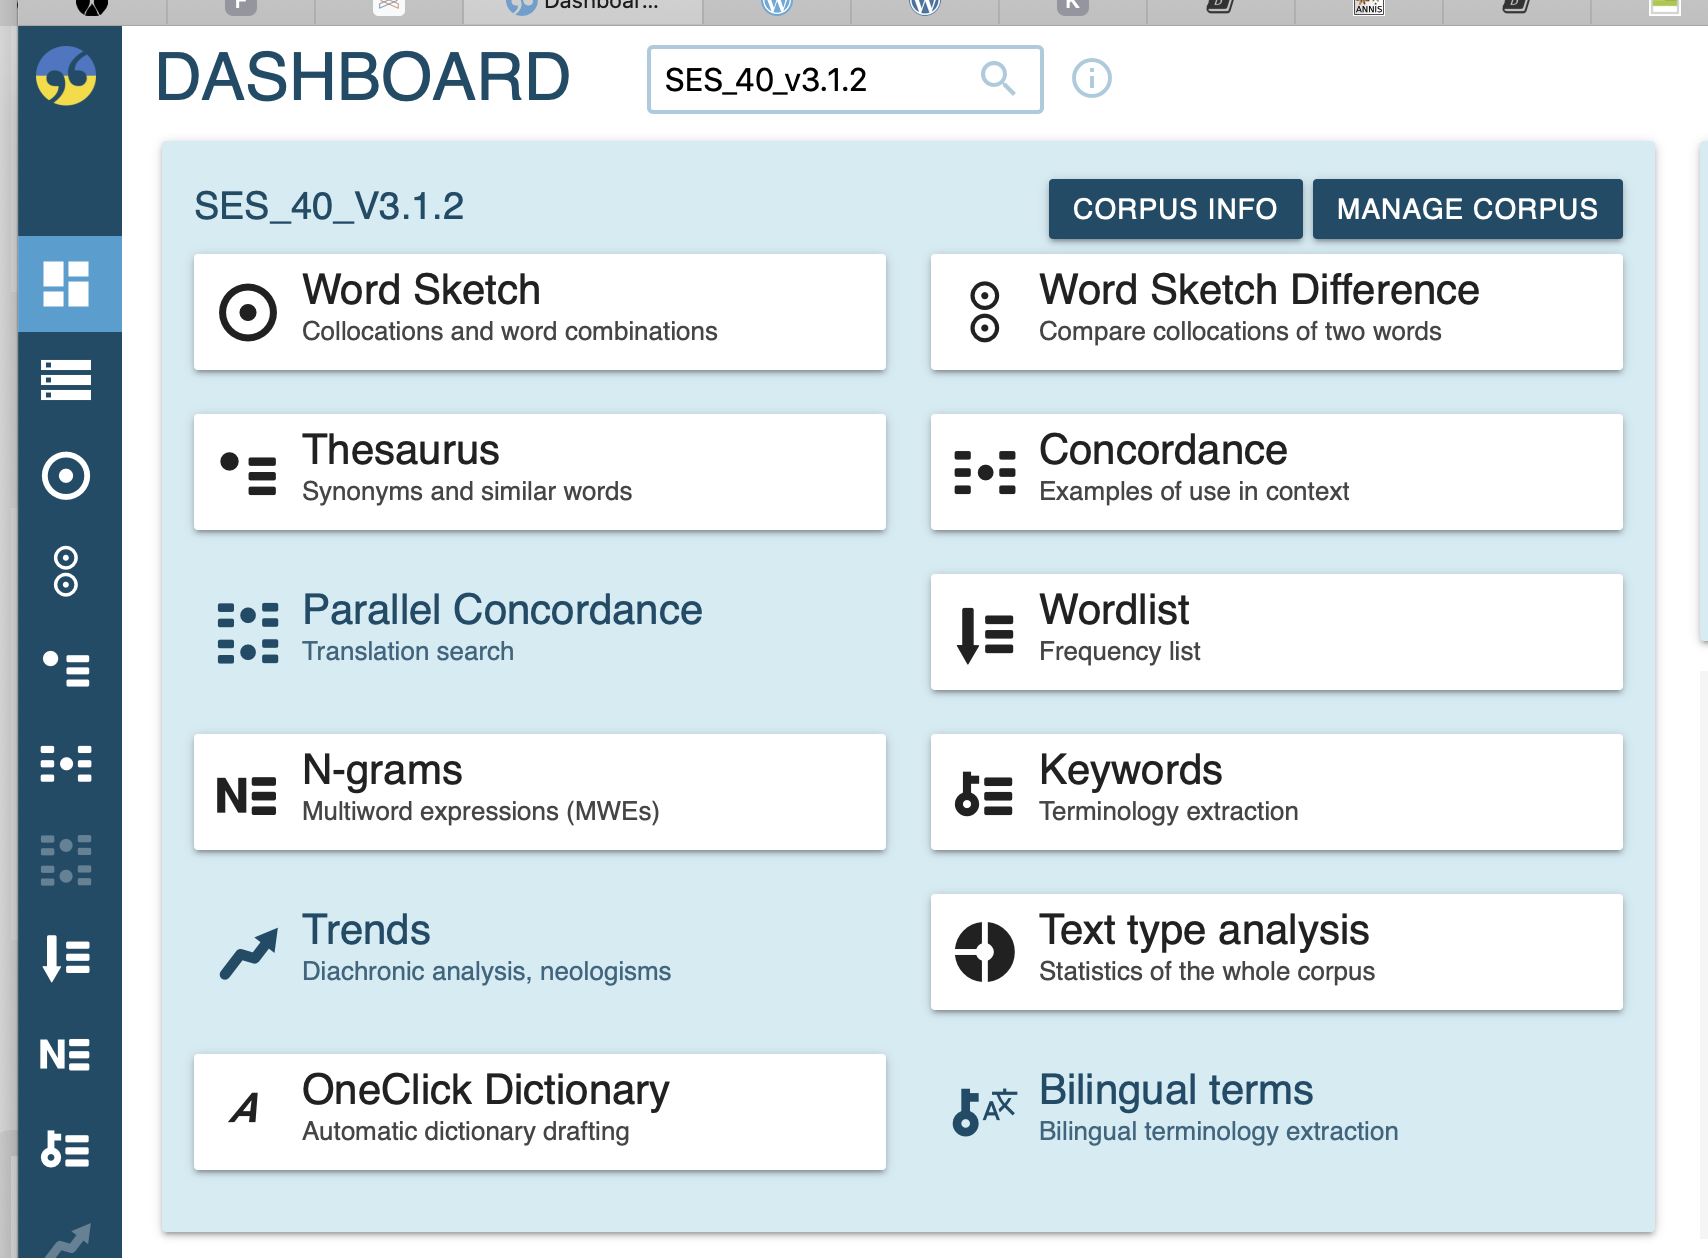 Dashboar...
DASHBOARD
SES_40_v3.1.2
SES_40_V3.1.2
CORPUS INFO
MANAGE CORPUS
Word Sketch
Collocations and word combinations
Word Sketch Difference
Compare collocations of two words
Thesaurus
Synonyms and similar words
Concordance
Examples of use in context
Parallel Concordance
Translation search
Wordlist
Frequency list
N-grams
Multiword expressions (MWEs)
Keywords
Terminology extraction
Trends
Diachronic analysis, neologisms
Text type analysis
Statistics of the whole corpus
OneClick Dictionary
Automatic dictionary drafting
Bilingual terms
Bilingual terminology extraction
ANNIS